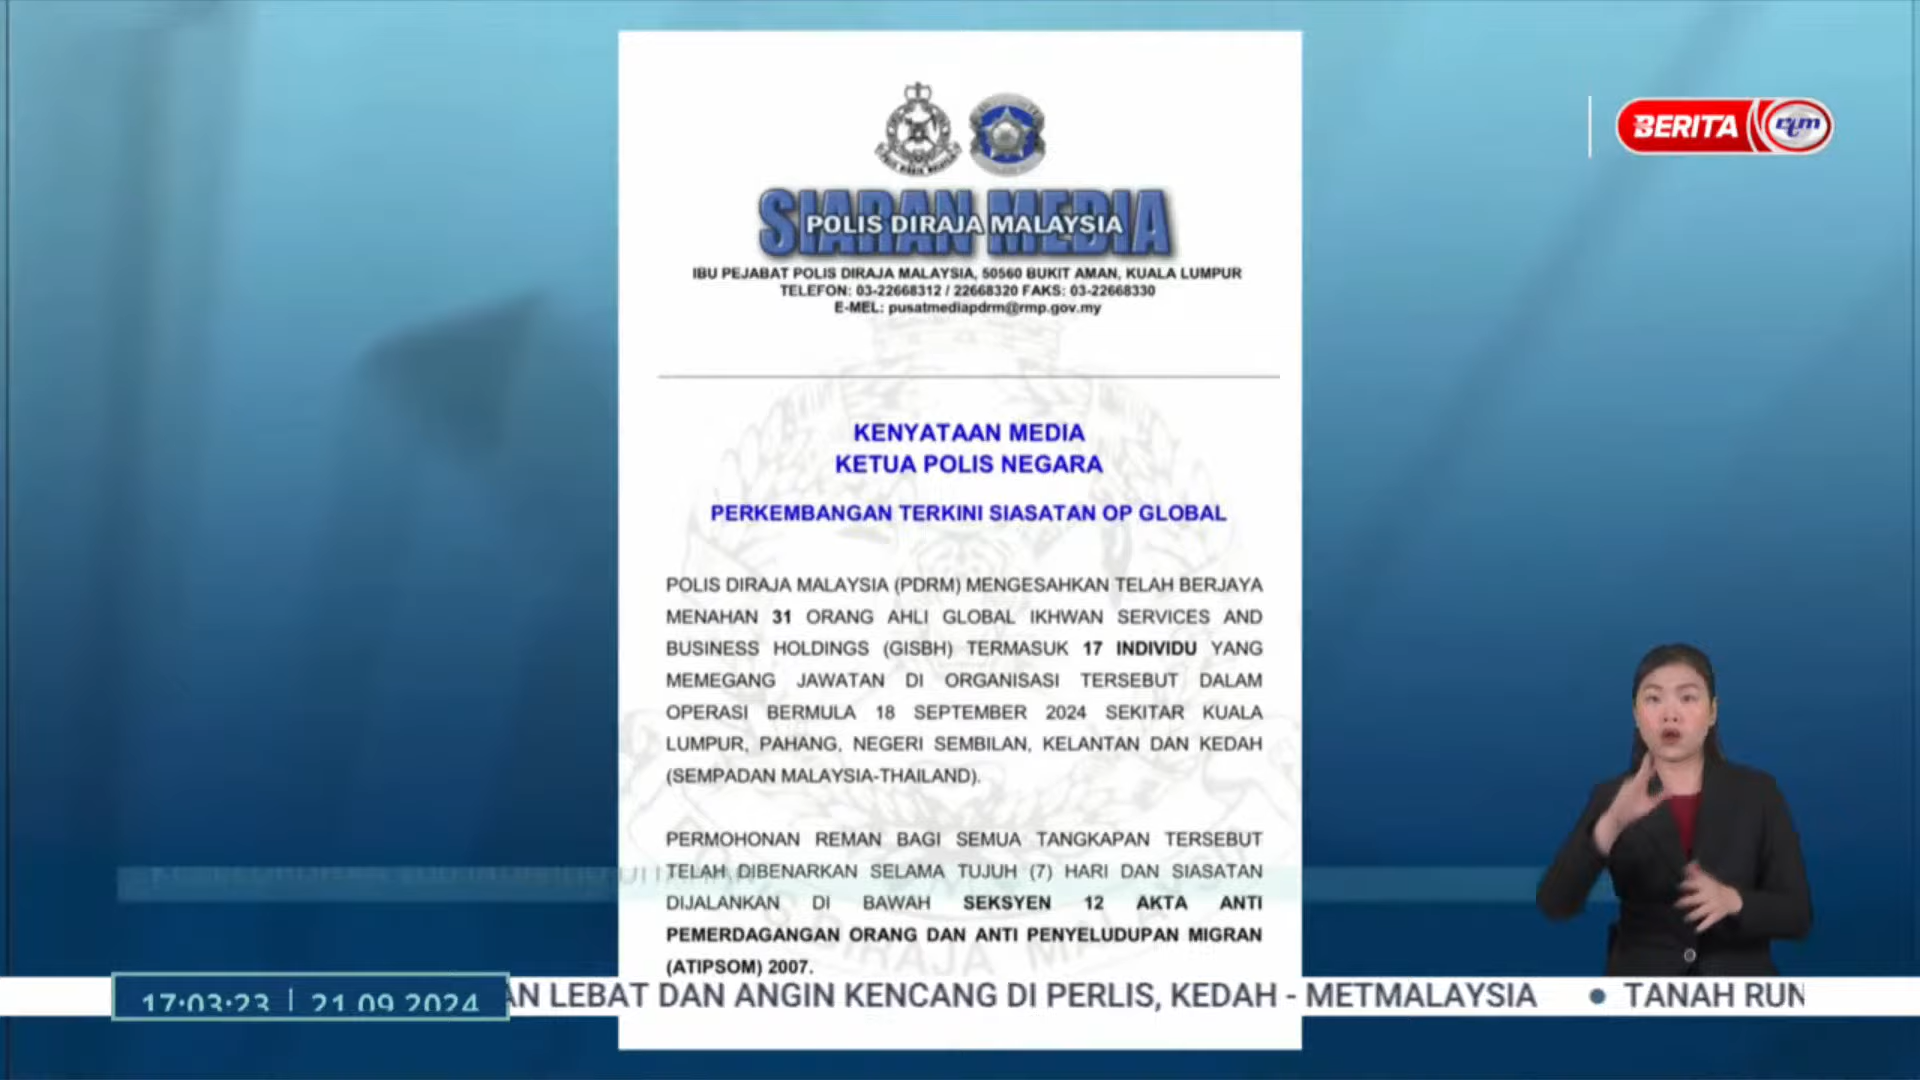 BERITA rtm
SIARAN MEDIA
POLIS DIRAJA MALAYSIA
IBU PEJABAT POLIS DIRAJA MALAYSIA, 50560 BUKIT AMAN, KUALA LUMPUR
TELEFON: 03-22668312 / 22668320 FAKS: 03-22668330
E-MEL: pusatmediapdrm@rmp.gov.my
KENYATAAN MEDIA
KETUA POLIS NEGARA
PERKEMBANGAN TERKINI SIASATAN OP GLOBAL
POLIS DIRAJA MALAYSIA (PDRM) MENGESAHKAN TELAH BERJAYA
MENAHAN 31 ORANG AHLI GLOBAL IKHWAN SERVICES AND
BUSINESS HOLDINGS (GISBH) TERMASUK 17 INDIVIDU YANG
MEMEGANG JAWATAN DI ORGANISASI TERSEBUT DALAM
OPERASI BERMULA 18 SEPTEMBER 2024 SEKITAR KUALA
LUMPUR, PAHANG, NEGERI SEMBILAN, KELANTAN DAN KEDAH
(SEMPADAN MALAYSIA-THAILAND).
PERMOHONAN REMAN BAGI SEMUA TANGKAPAN TERSEBUT
TELAH DIBENARKAN SELAMA TUJUH (7) HARI DAN SIASATAN
DIJALANKAN DI BAWAH SEKSYEN 12 AKTA ANTI
PEMERDAGANGAN ORANG DAN ANTI PENYELUDUPAN MIGRAN
(ATIPSOM) 2007.
17:03:23 | 21 09 2024 AN LEBAT DAN ANGIN KENCANG DI PERLIS, KEDAH - METMALAYSIA • TANAH RUN